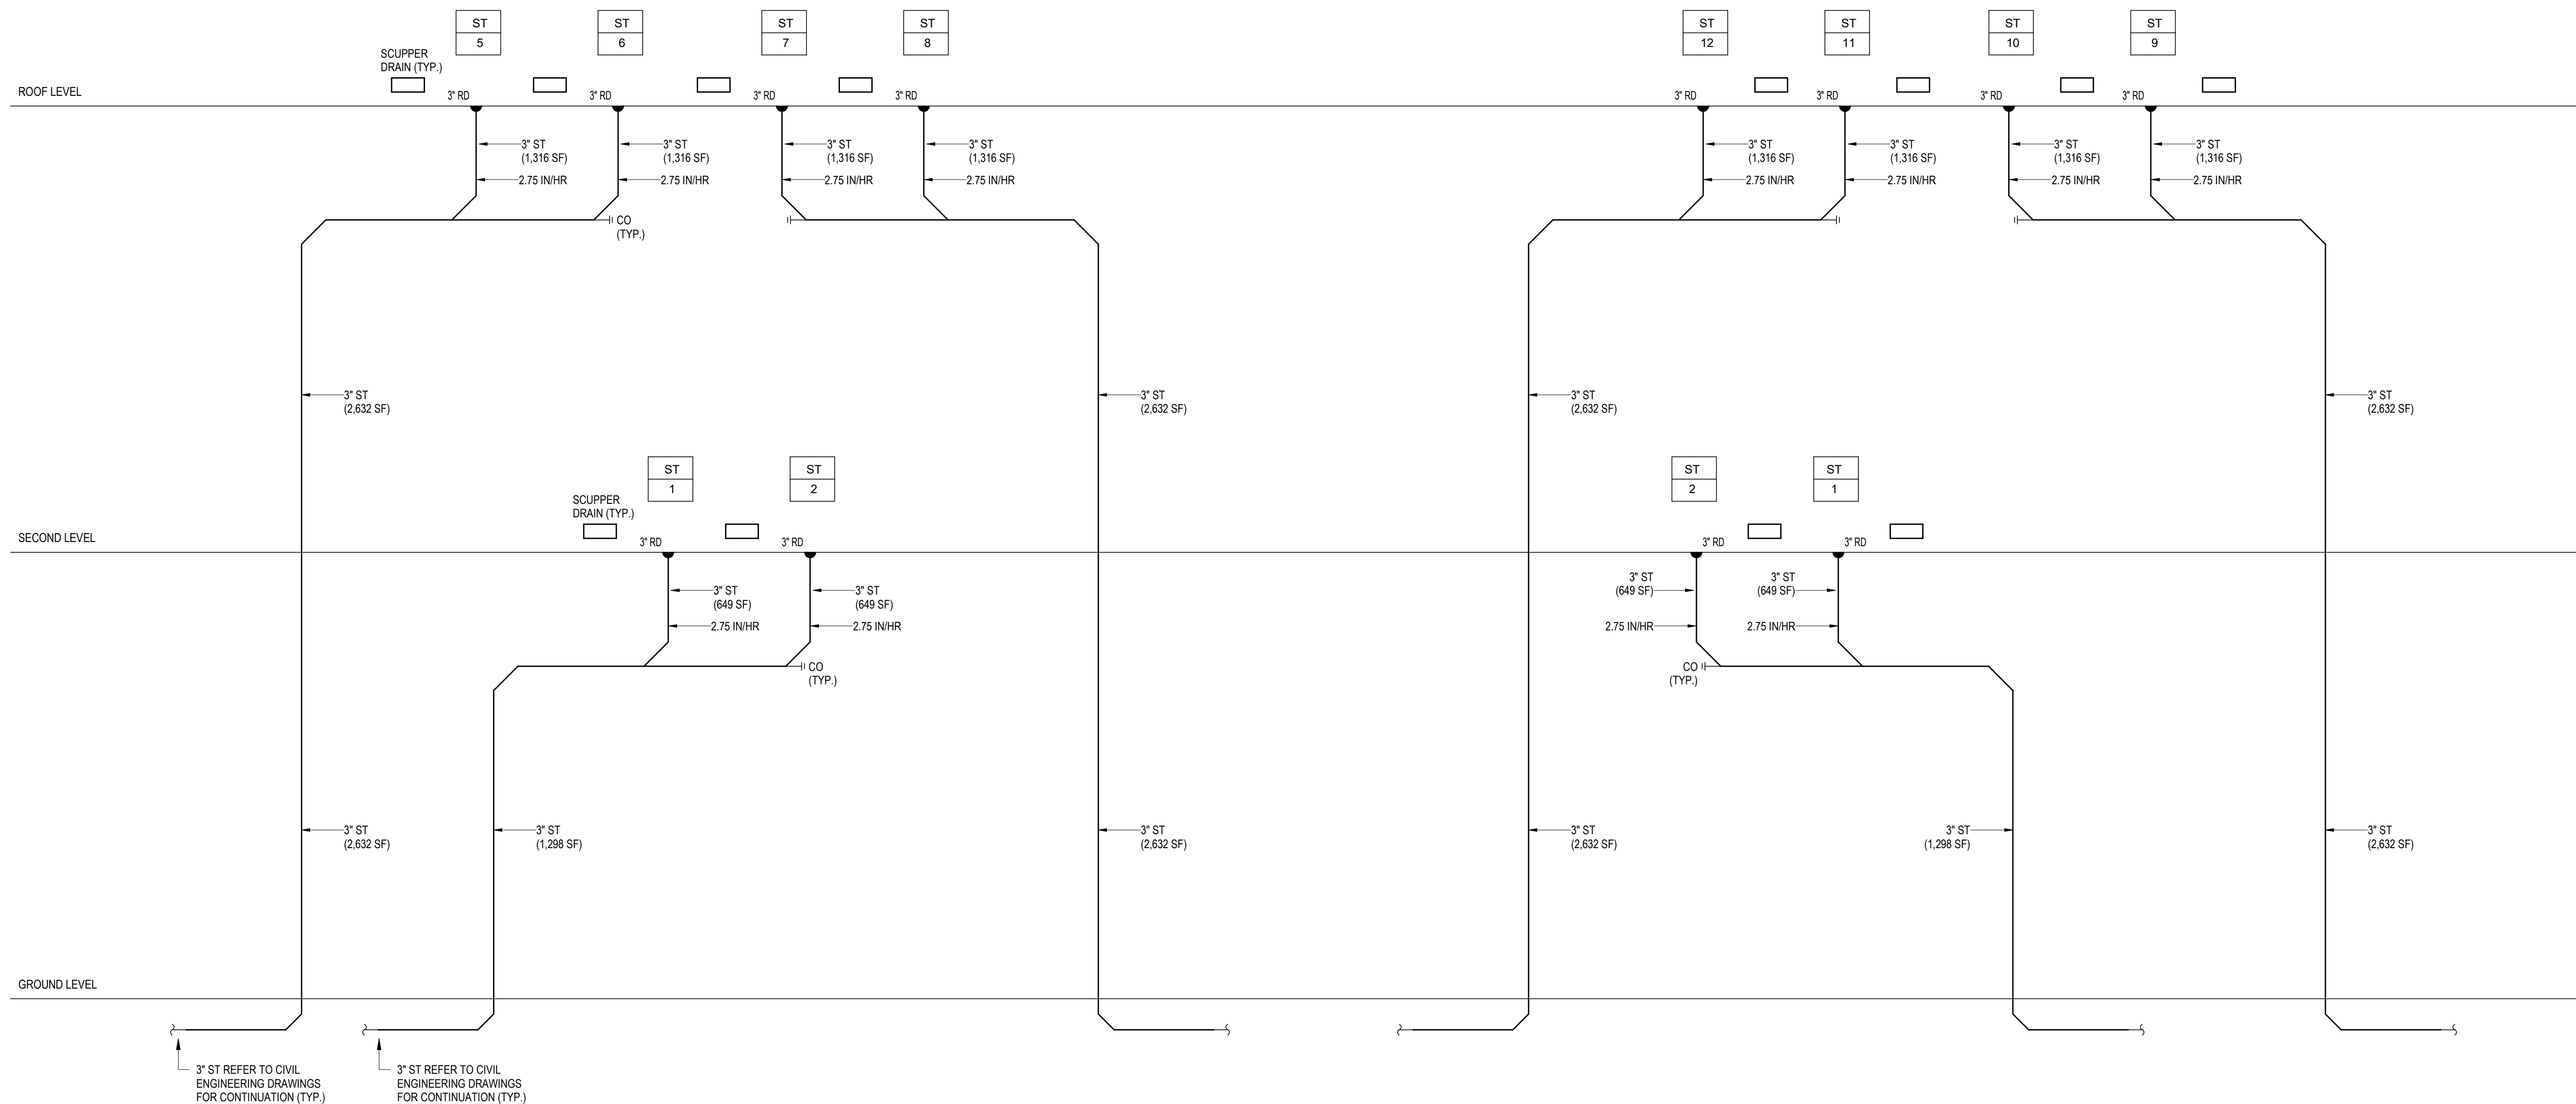 ST
5
ST
6
ST
7
ST
8
ST
12
ST
11
ST
10
ST
9
SCUPPER
DRAIN (TYP.)
ROOF LEVEL
3" RD
3" RD
3" RD
3" RD
3" RD
3" RD
3" RD
3" RD
3" ST
(1,316 SF)
2.75 IN/HR
3" ST
(1,316 SF)
2.75 IN/HR
3" ST
(1,316 SF)
2.75 IN/HR
3" ST
(1,316 SF)
2.75 IN/HR
3" ST
(1,316 SF)
2.75 IN/HR
3" ST
(1,316 SF)
2.75 IN/HR
3" ST
(1,316 SF)
2.75 IN/HR
3" ST
(1,316 SF)
2.75 IN/HR
CO
(TYP.)
3" ST
(2,632 SF)
3" ST
(2,632 SF)
3" ST
(2,632 SF)
3" ST
(2,632 SF)
ST
1
ST
2
ST
2
ST
1
SCUPPER
DRAIN (TYP.)
SECOND LEVEL
3" RD
3" RD
3" RD
3" RD
3" ST
(649 SF)
2.75 IN/HR
3" ST
(649 SF)
2.75 IN/HR
3" ST
(649 SF)
2.75 IN/HR
3" ST
(649 SF)
2.75 IN/HR
CO
(TYP.)
CO
(TYP.)
3" ST
(2,632 SF)
3" ST
(1,298 SF)
3" ST
(2,632 SF)
3" ST
(2,632 SF)
3" ST
(1,298 SF)
3" ST
(2,632 SF)
GROUND LEVEL
3" ST REFER TO CIVIL
ENGINEERING DRAWINGS
FOR CONTINUATION (TYP.)
3" ST REFER TO CIVIL
ENGINEERING DRAWINGS
FOR CONTINUATION (TYP.)